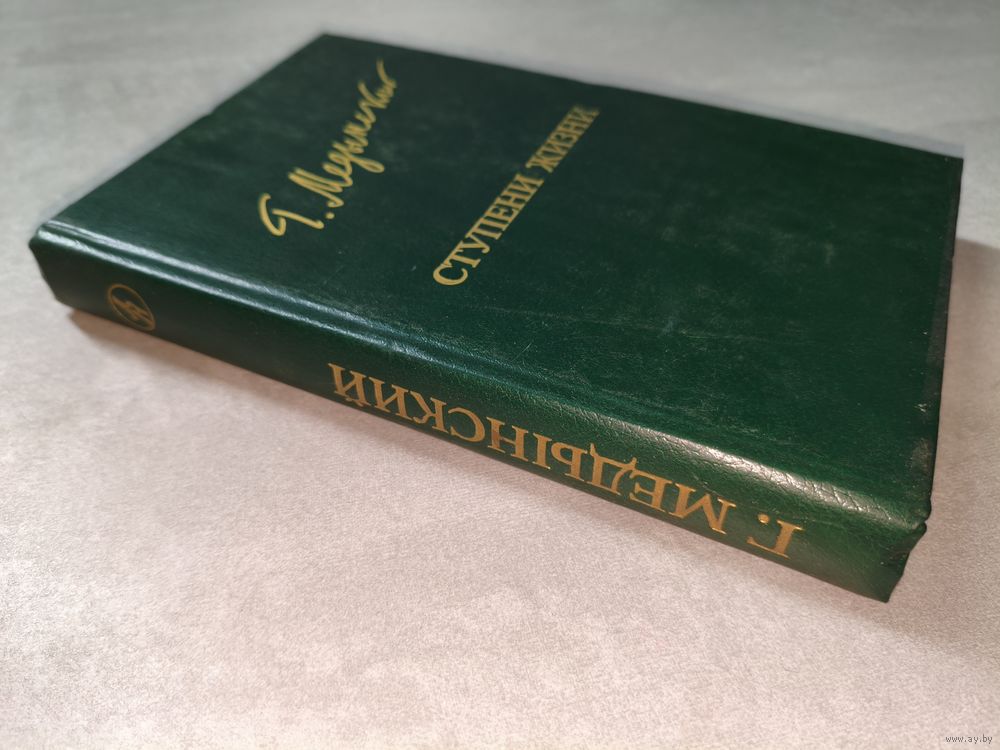 Г. Медынский
СТУПЕНИ ЖИЗНИ
Г. МЕДЫНСКИЙ
www.ay.by